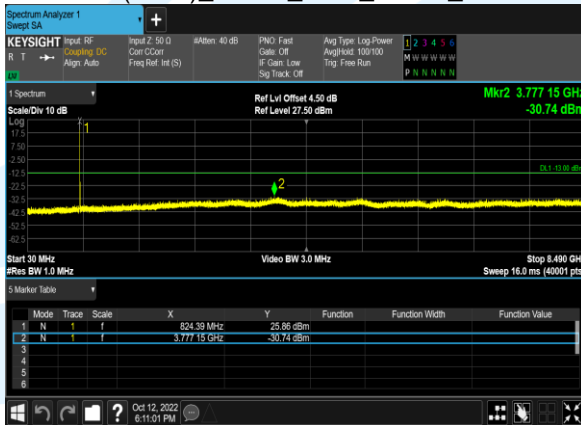 Spectrum Analyzer 1
Swept SA
+
KEYSIGHT Input: RF Input Z: 50 Ω #Atten: 40 dB PNO: Fast Avg Type: Log-Power 1 2 3 4 5 6
R T Coupling: DC Corr CCorr Gate: Off Avg|Hold: 100/100 M W W W W W
Align: Auto Freq Ref: Int (S) IF Gain: Low Trig: Free Run
Sig Track: Off P N N N N N
1 Spectrum Ref Lvl Offset 4.50 dB Mkr2 3.777 15 GHz
Scale/Div 10 dB Ref Level 27.50 dBm -30.74 dBm
Log
1
17.5
7.50
-2.50
DL1 -13.00 dBm
-12.5
2
-22.5
-32.5
-42.5
-52.5
-62.5
Start 30 MHz Video BW 3.0 MHz Stop 8.490 GHz
#Res BW 1.0 MHz Sweep 16.0 ms (40001 pts)
5 Marker Table
Mode Trace Scale X Y Function Function Width Function Value
1 N 1 f 824.39 MHz 25.86 dBm
2 N 1 f 3.777 15 GHz -30.74 dBm
3
4
5
6
? Oct 12, 2022
6:11:01 PM